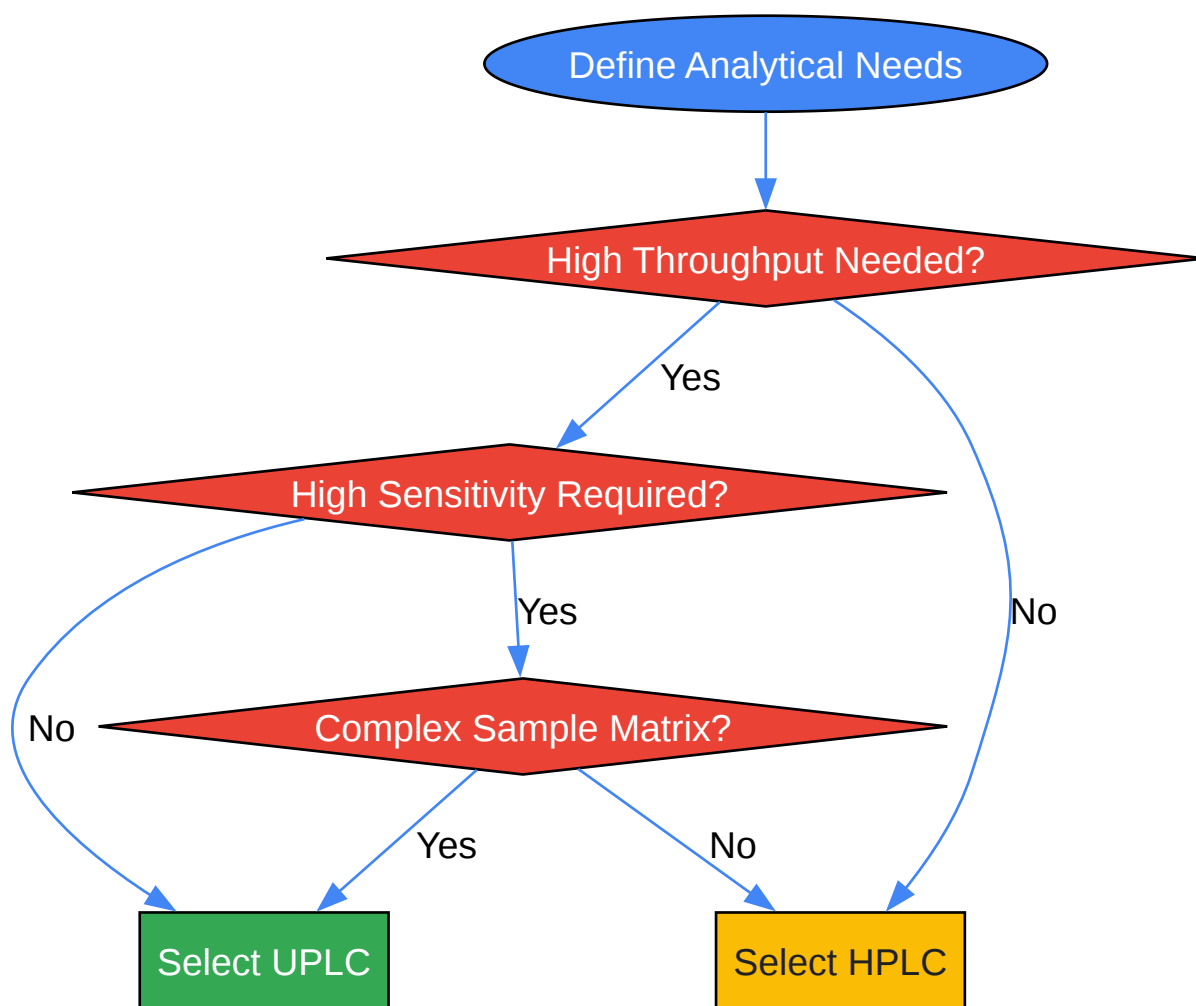 Define Analytical Needs
High Throughput Needed?
Yes
High Sensitivity Required?
Yes
No
Complex Sample Matrix?
No
Yes
No
Select UPLC
Select HPLC